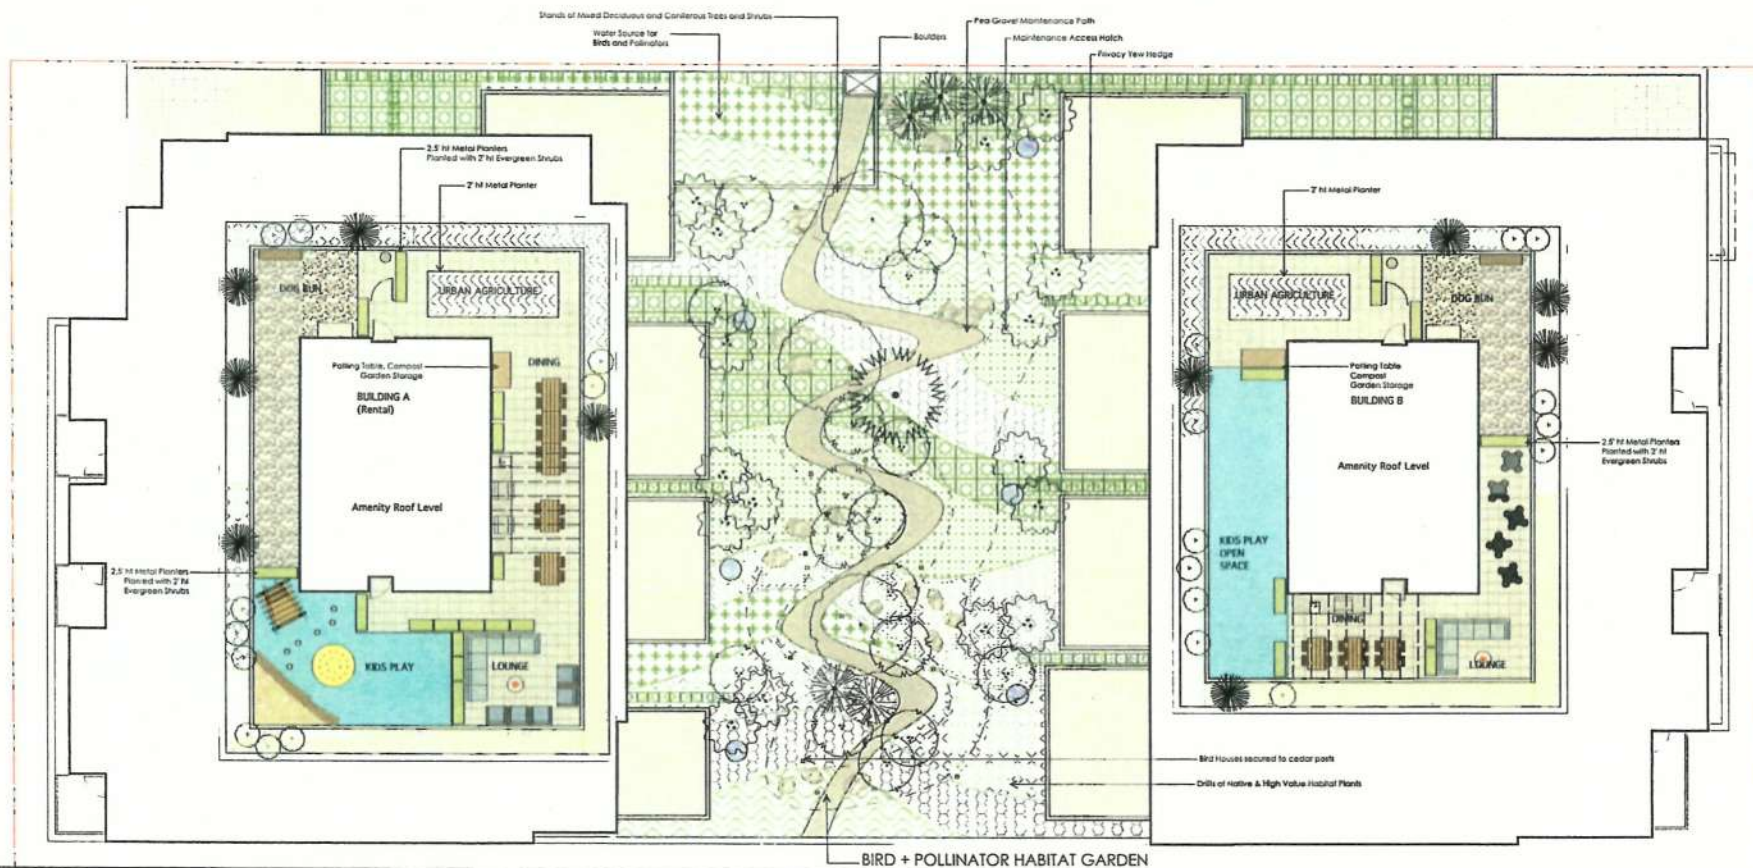 Stands of Mixed Deciduous and Coniferous Trees and Shrubs
Water Source for
Birds and Pollinators
Boulders
Pea Gravel Maintenance Path
Maintenance Access Hatch
Privacy Yew Hedge
2.5' ht Metal Planters
Planted with 2' ht Evergreen Shrubs
2' ht Metal Planter
DOG RUN
URBAN AGRICULTURE
Potting Table, Compost
Garden Storage
DINING
BUILDING A
(Rental)
Amenity Roof Level
2.5' ht Metal Planters
Planted with 2' ht
Evergreen Shrubs
KIDS PLAY
LOUNGE
2' ht Metal Planter
URBAN AGRICULTURE
DOG RUN
Potting Table
Compost
Garden Storage
BUILDING B
Amenity Roof Level
2.5' ht Metal Planters
Planted with 2' ht
Evergreen Shrubs
KIDS PLAY
OPEN
SPACE
DINING
LOUNGE
Bird Houses secured to cedar posts
Drifts of Native & High Value Habitat Plants
BIRD + POLLINATOR HABITAT GARDEN